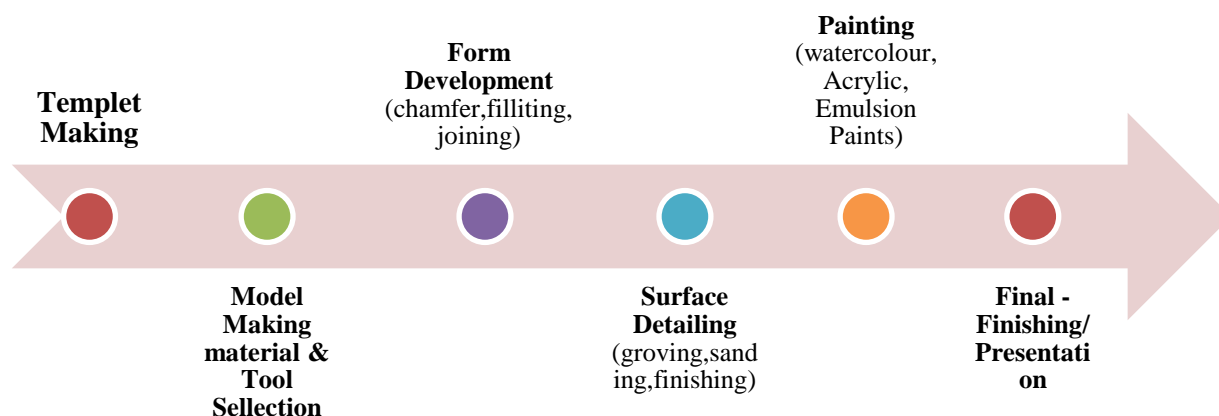 Templet
Making
Model
Making
material &
Tool
Sellection
Form
Development
(chamfer,filliting,
joining)
Surface
Detailing
(groving,sand
ing,finishing)
Painting
(watercolour,
Acrylic,
Emulsion
Paints)
Final -
Finishing/
Presentati
on